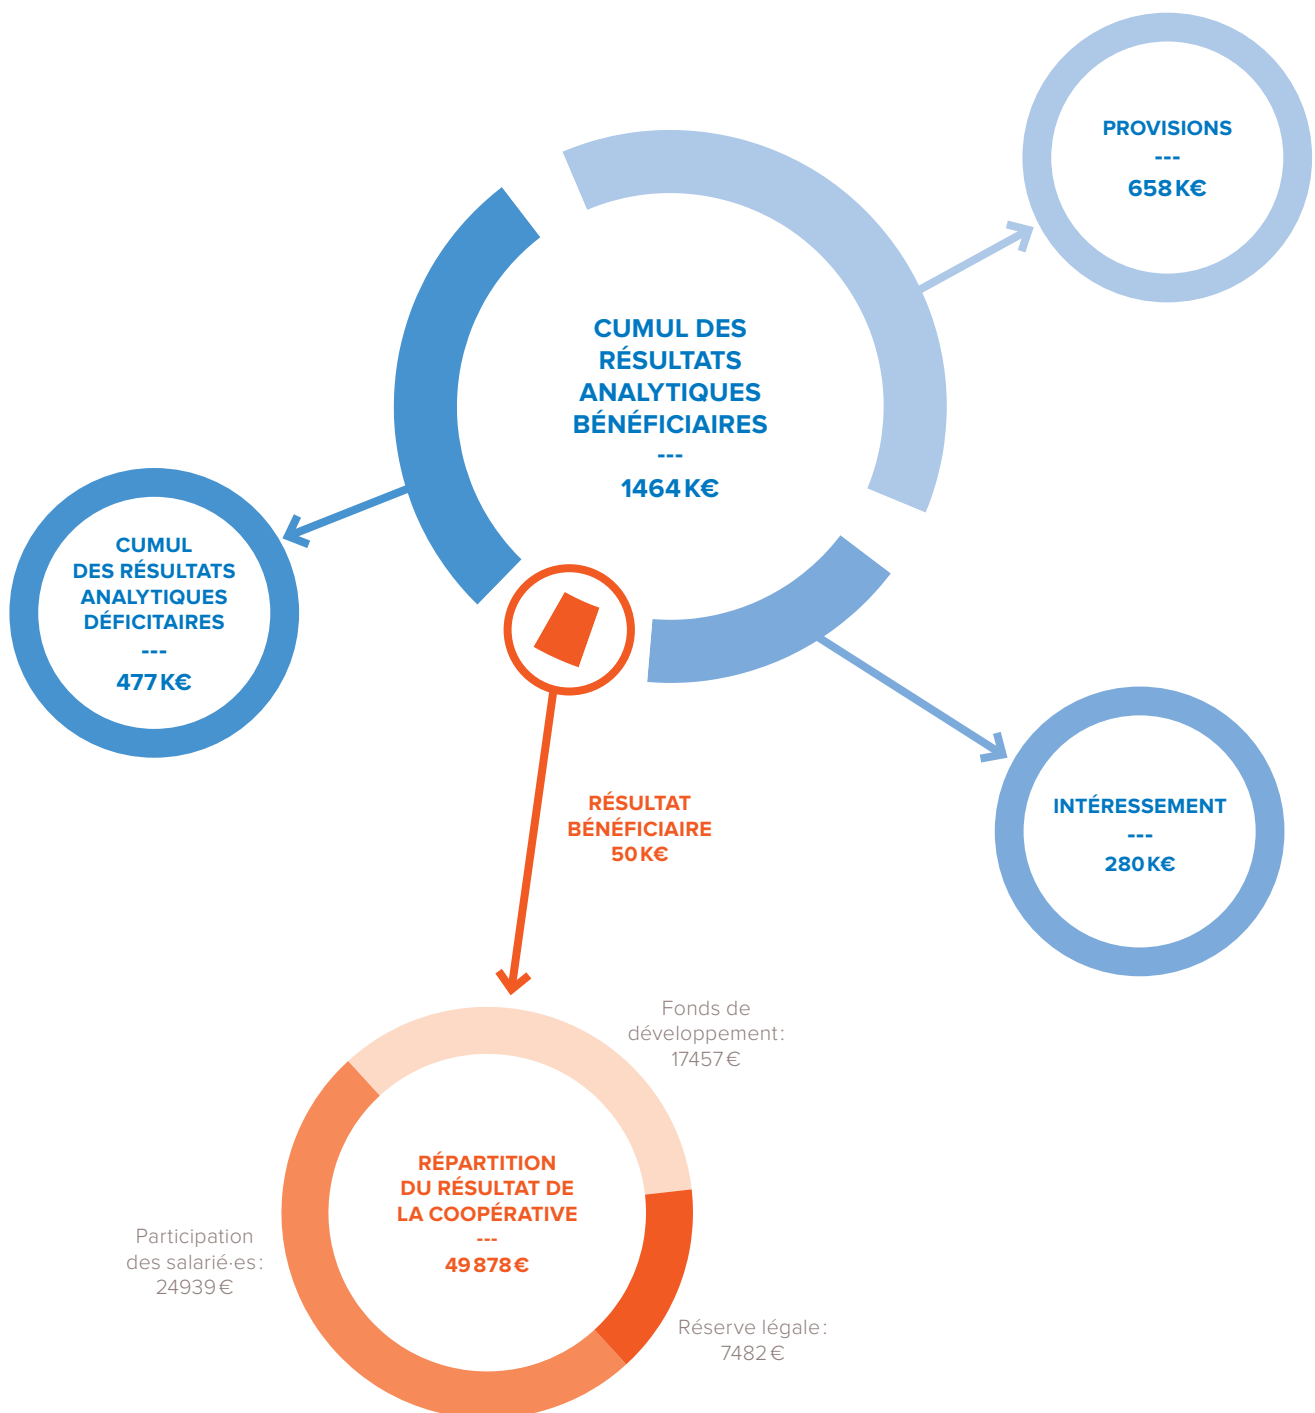 PROVISIONS
---
658 K€
CUMUL DES
RÉSULTATS
ANALYTIQUES
BÉNÉFICIAIRES
---
1464 K€
CUMUL
DES RÉSULTATS
ANALYTIQUES
DÉFICITAIRES
---
477 K€
RÉSULTAT
BÉNÉFICIAIRE
50 K€
INTÉRESSEMENT
---
280 K€
Fonds de
développement :
17457 €
RÉPARTITION
DU RÉSULTAT DE
LA COOPÉRATIVE
---
49 878 €
Participation
des salarié·es :
24939 €
Réserve légale :
7482 €